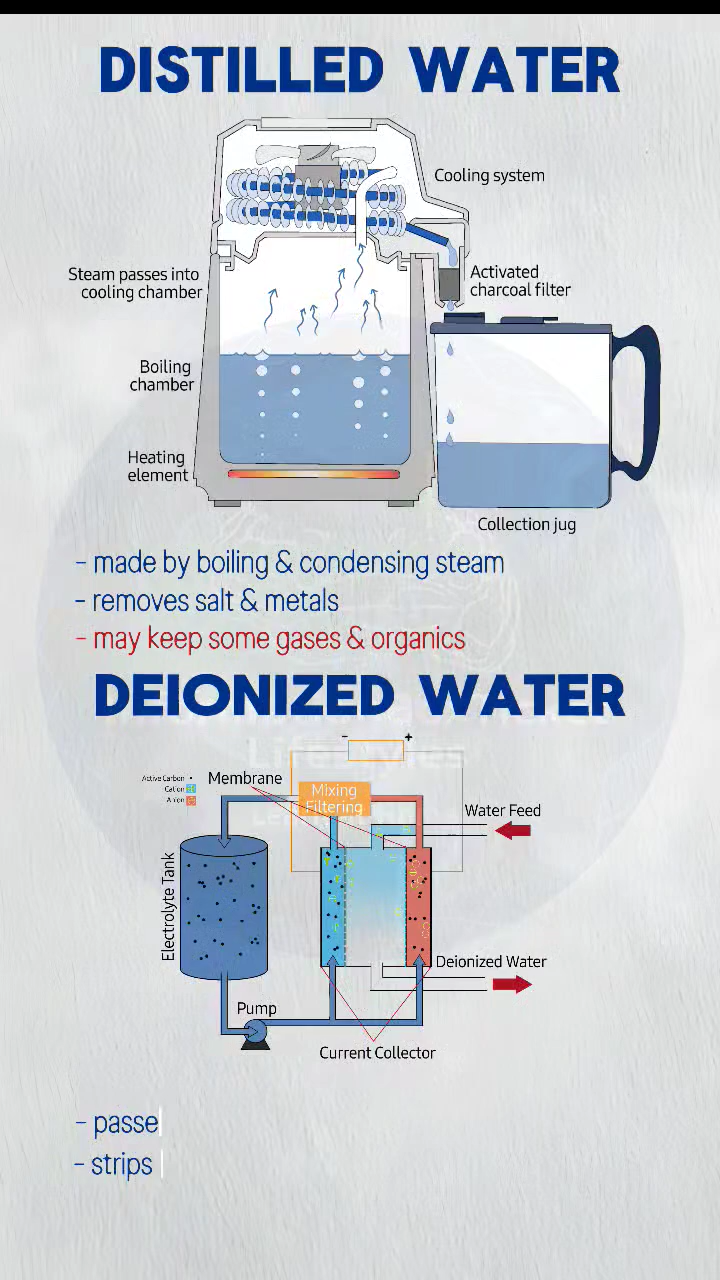 DISTILLED WATER
Cooling system
Steam passes into
cooling chamber
Activated
charcoal filter
Boiling
chamber
Heating
element
Collection jug
- made by boiling & condensing steam
- removes salt & metals
- may keep some gases & organics
DEIONIZED WATER
- +
Active Carbon
Cation
Anion
Membrane
Mixing
Filtering
Water Feed
Electrolyte Tank
Deionized Water
Pump
Current Collector
- passe
- strips